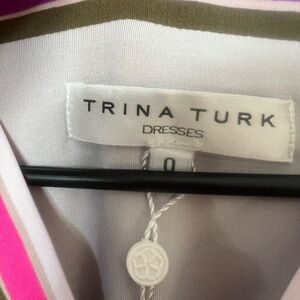 TRINA TURK
DRESSES
0